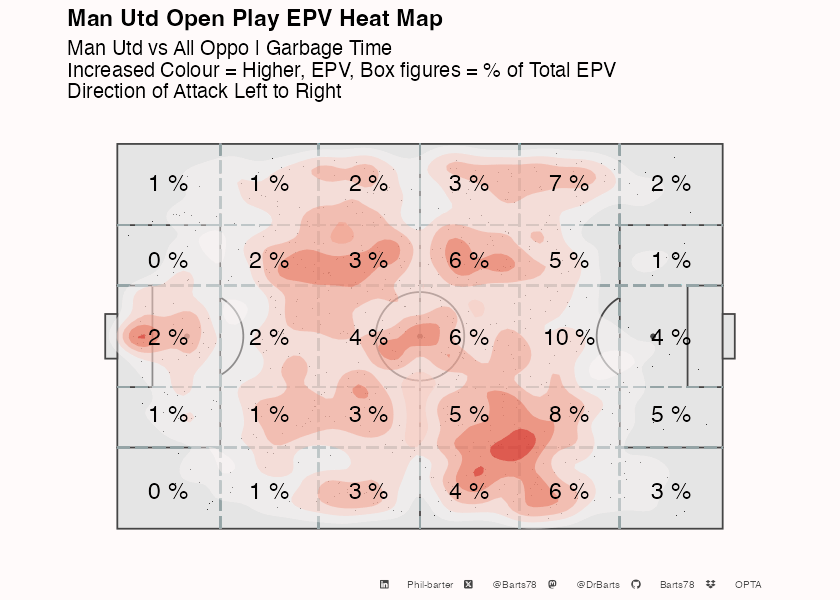 Man Utd Open Play EPV Heat Map
Man Utd vs All Oppo | Garbage Time
Increased Colour = Higher, EPV, Box figures = % of Total EPV
Direction of Attack Left to Right
1 % 1 % 2 % 3 % 7 % 2 %
0 % 2 % 3 % 6 % 5 % 1 %
2 % 2 % 4 % 6 % 10 % 4 %
1 % 1 % 3 % 5 % 8 % 5 %
0 % 1 % 3 % 4 % 6 % 3 %
Phil-barter @Barts78 @DrBarts Barts78 OPTA